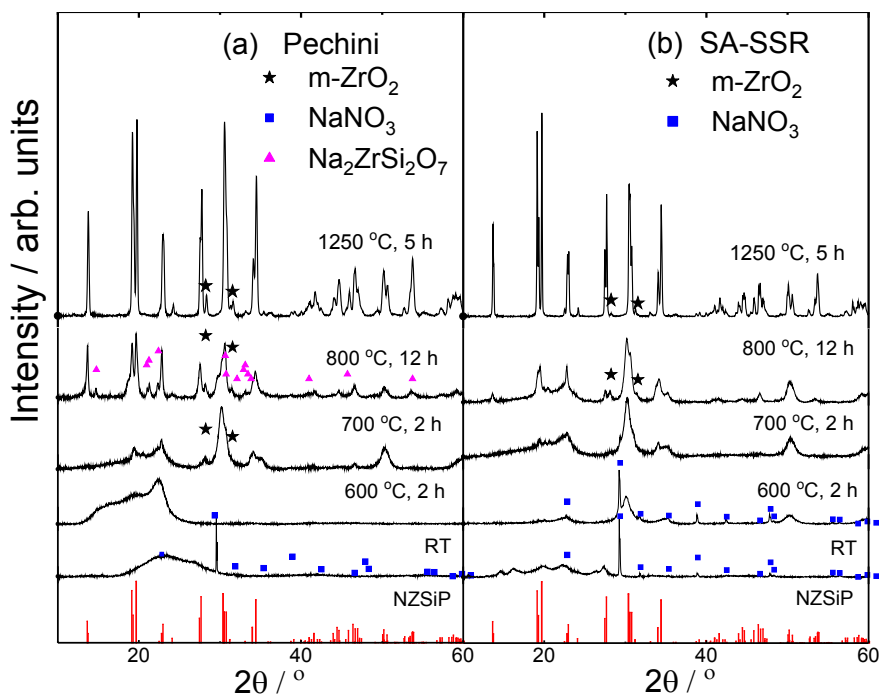 (a) Pechini
★ m-ZrO₂
■ NaNO₃
▲ Na₂ZrSi₂O₇
1250 °C, 5 h
800 °C, 12 h
700 °C, 2 h
600 °C, 2 h
RT
NZSiP
20 40 60
2θ / °
Intensity / arb. units
(b) SA-SSR
★ m-ZrO₂
■ NaNO₃
1250 °C, 5 h
800 °C, 12 h
700 °C, 2 h
600 °C, 2 h
RT
NZSiP
20 40 60
2θ / °